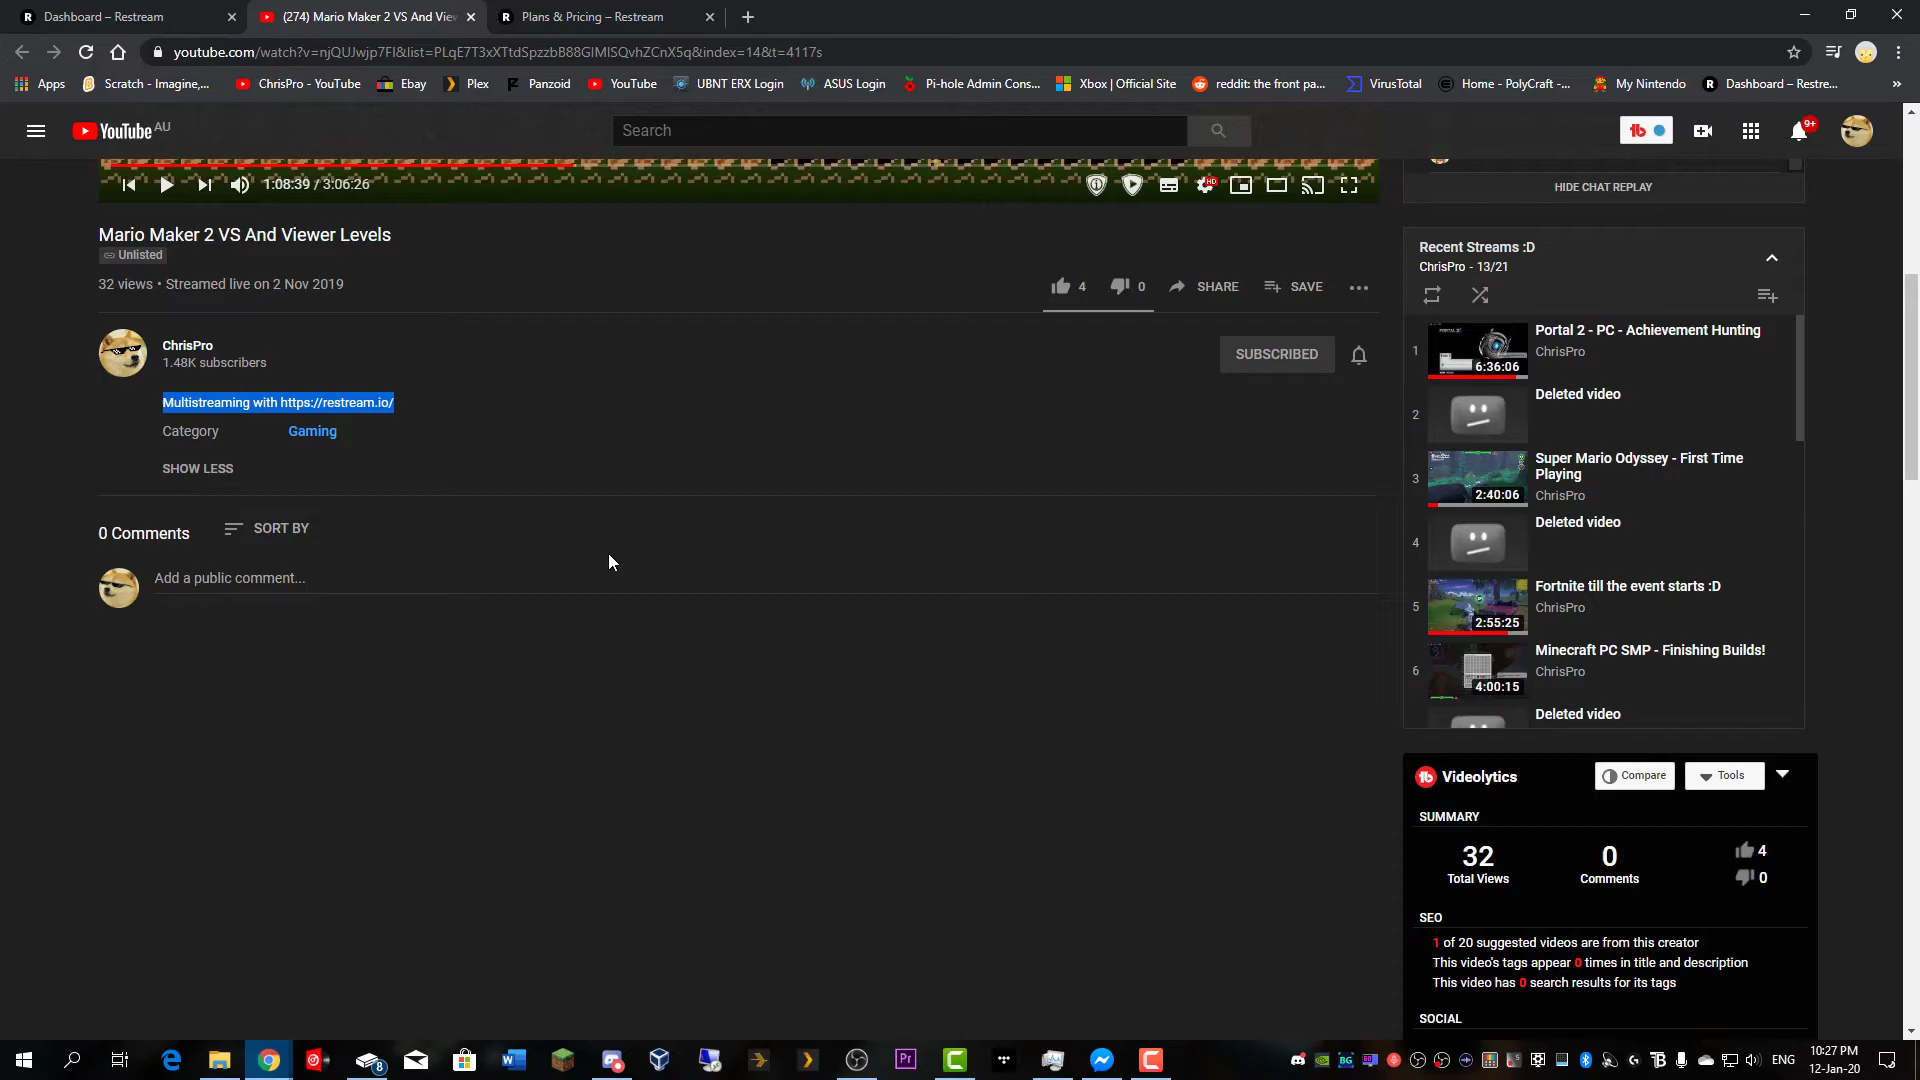 Dashboard – Restream
(274) Mario Maker 2 VS And View
Plans & Pricing – Restream
youtube.com/watch?v=njQUJwjp7FI&list=PLqE7T3xXTtdSpzzbB88GIMISQvhZCnX5q&index=14&t=4117s
Apps
Scratch - Imagine,...
ChrisPro - YouTube
Ebay
Plex
Panzoid
YouTube
UBNT ERX Login
ASUS Login
Pi-hole Admin Cons...
Xbox | Official Site
reddit: the front pa...
VirusTotal
Home - PolyCraft -...
My Nintendo
Dashboard – Restre...
YouTube AU
Search
9+
1:08:39 / 3:06:26
HD
HIDE CHAT REPLAY
Mario Maker 2 VS And Viewer Levels
Unlisted
32 views • Streamed live on 2 Nov 2019
4
0
SHARE
SAVE
ChrisPro
1.48K subscribers
SUBSCRIBED
Multistreaming with https://restream.io/
Category
Gaming
SHOW LESS
0 Comments
SORT BY
Add a public comment...
Recent Streams :D
ChrisPro - 13/21
1
6:36:06
Portal 2 - PC - Achievement Hunting
ChrisPro
2
Deleted video
3
2:40:06
Super Mario Odyssey - First Time
Playing
ChrisPro
4
Deleted video
5
2:55:25
Fortnite till the event starts :D
ChrisPro
6
4:00:15
Minecraft PC SMP - Finishing Builds!
ChrisPro
Deleted video
Videolytics
Compare
Tools
SUMMARY
32
Total Views
0
Comments
4
0
SEO
1 of 20 suggested videos are from this creator
This video's tags appear 0 times in title and description
This video has 0 search results for its tags
SOCIAL
8
Pr
ENG
10:27 PM
12-Jan-20